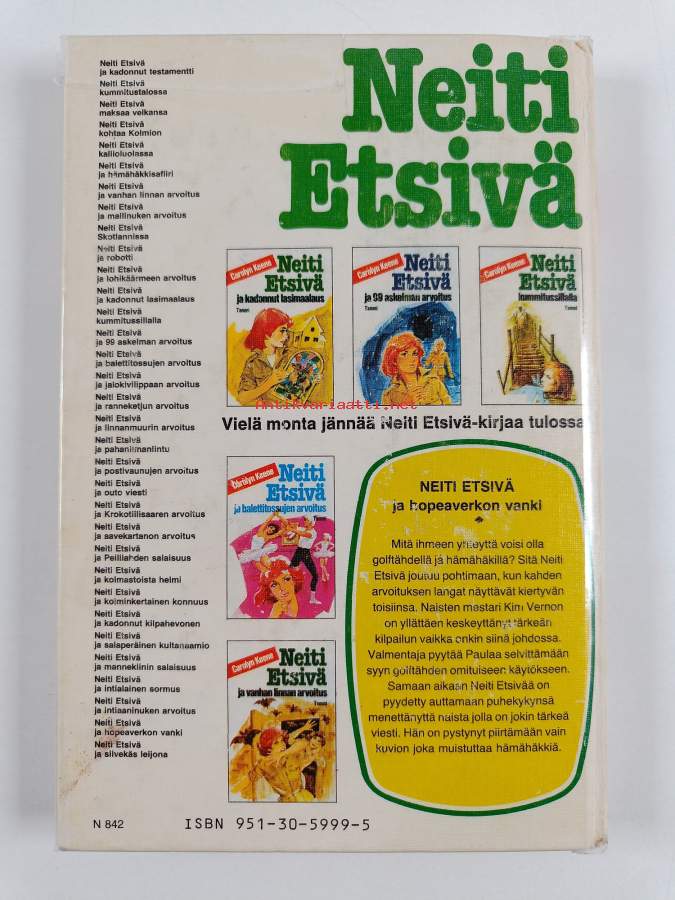 Neiti Etsivä
ja kadonnut testamentti
Neiti Etsivä
kummitustalossa
Neiti Etsivä
maksaa velkansa
Neiti Etsivä
kohtaa Kolmion
Neiti Etsivä
kallioluolassa
Neiti Etsivä
ja hämähäkkisafiiri
Neiti Etsivä
ja vanhan linnan arvoitus
Neiti Etsivä
ja mallinuken arvoitus
Neiti Etsivä
Skotlannissa
Neiti Etsivä
ja robotti
Neiti Etsivä
ja lohikäärmeen arvoitus
Neiti Etsivä
ja kadonnut lasimaalaus
Neiti Etsivä
kummitussillalla
Neiti Etsivä
ja 99 askelman arvoitus
Neiti Etsivä
ja balettitossujen arvoitus
Neiti Etsivä
ja jalokivilippaan arvoitus
Neiti Etsivä
ja ranneketjun arvoitus
Neiti Etsivä
ja linnanmuurin arvoitus
Neiti Etsivä
ja pahanilmanlintu
Neiti Etsivä
ja postivaunujen arvoitus
Neiti Etsivä
ja outo viesti
Neiti Etsivä
ja Krokotiilisaaren arvoitus
Neiti Etsivä
ja savekartanon arvoitus
Neiti Etsivä
ja Peililahden salaisuus
Neiti Etsivä
ja kolmastoista helmi
Neiti Etsivä
ja kolminkertainen konnuus
Neiti Etsivä
ja kadonnut kilpahevonen
Neiti Etsivä
ja salaperäinen kultanaamio
Neiti Etsivä
ja mannekiinin salaisuus
Neiti Etsivä
ja intialainen sormus
Neiti Etsivä
ja intiaaninuken arvoitus
Neiti Etsivä
ja hopeaverkon vanki
Neiti Etsivä
ja siivekäs leijona
N 842
Neiti
Etsivä
Carolyn Keene
Neiti
Etsivä
ja kadonnut lasimaalaus
Tammi
Carolyn Keene
Neiti
Etsivä
ja 99 askelman arvoitus
Tammi
Carolyn Keene
Neiti
Etsivä
kummitussillalla
Tammi
Antikvariaatti.net
Vielä monta jännää Neiti Etsivä-kirjaa tulossa
Carolyn Keene
Neiti
Etsivä
ja balettitossujen arvoitus
Tammi
Carolyn Keene
Neiti
Etsivä
ja vanhan linnan arvoitus
Tammi
NEITI ETSIVÄ
ja hopeaverkon vanki
Mitä ihmeen yhteyttä voisi olla
golftähdellä ja hämähäkillä? Sitä Neiti
Etsivä joutuu pohtimaan, kun kahden
arvoituksen langat näyttävät kiertyvän
toisiinsa. Naisten mestari Kim Vernon
on yllättäen keskeyttänyt tärkeän
kilpailun vaikka onkin siinä johdossa.
Valmentaja pyytää Paulaa selvittämään
syyn golftähden omituiseen käytökseen.
Samaan aikaan Neiti Etsivää on
pyydetty auttamaan puhekykynsä
menettänyttä naista jolla on jokin tärkeä
viesti. Hän on pystynyt piirtämään vain
kuvion joka muistuttaa hämähäkkiä.
ISBN 951-30-5999-5